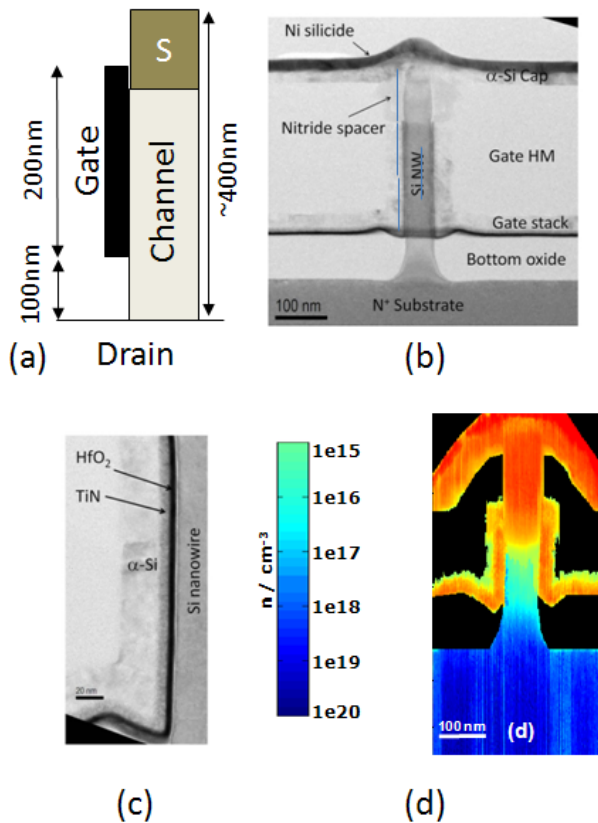 S
Gate
Channel
200nm
100nm
~400nm
(a)
Drain
Ni silicide
α-Si Cap
Nitride spacer
Gate HM
Si NW
Gate stack
Bottom oxide
N⁺ Substrate
100 nm
(b)
HfO₂
TiN
α-Si
Si nanowire
20 nm
(c)
n / cm⁻³
1e15
1e16
1e17
1e18
1e19
1e20
100 nm
(d)
(d)